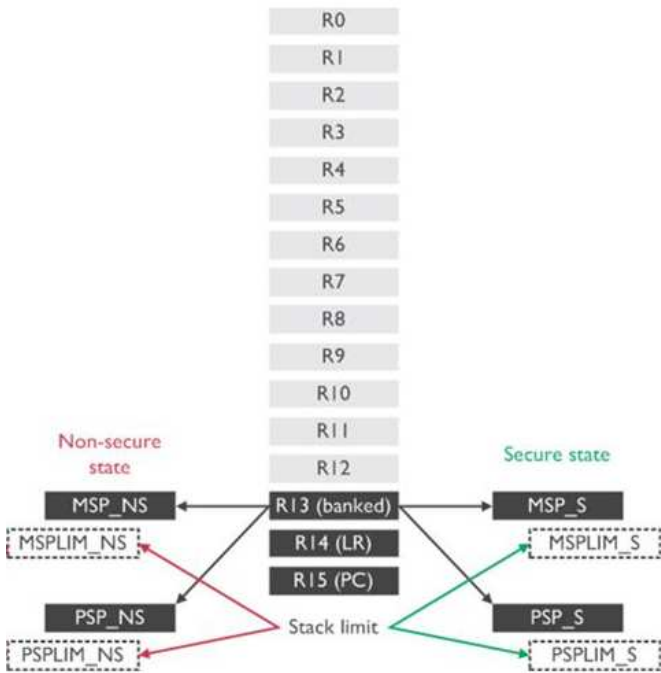 R0
R1
R2
R3
R4
R5
R6
R7
R8
R9
R10
R11
R12
Non-secure
state
Secure state
MSP_NS
R13 (banked)
MSP_S
MSPLIM_NS
R14 (LR)
MSPLIM_S
R15 (PC)
PSP_NS
Stack limit
PSP_S
PSPLIM_NS
PSPLIM_S